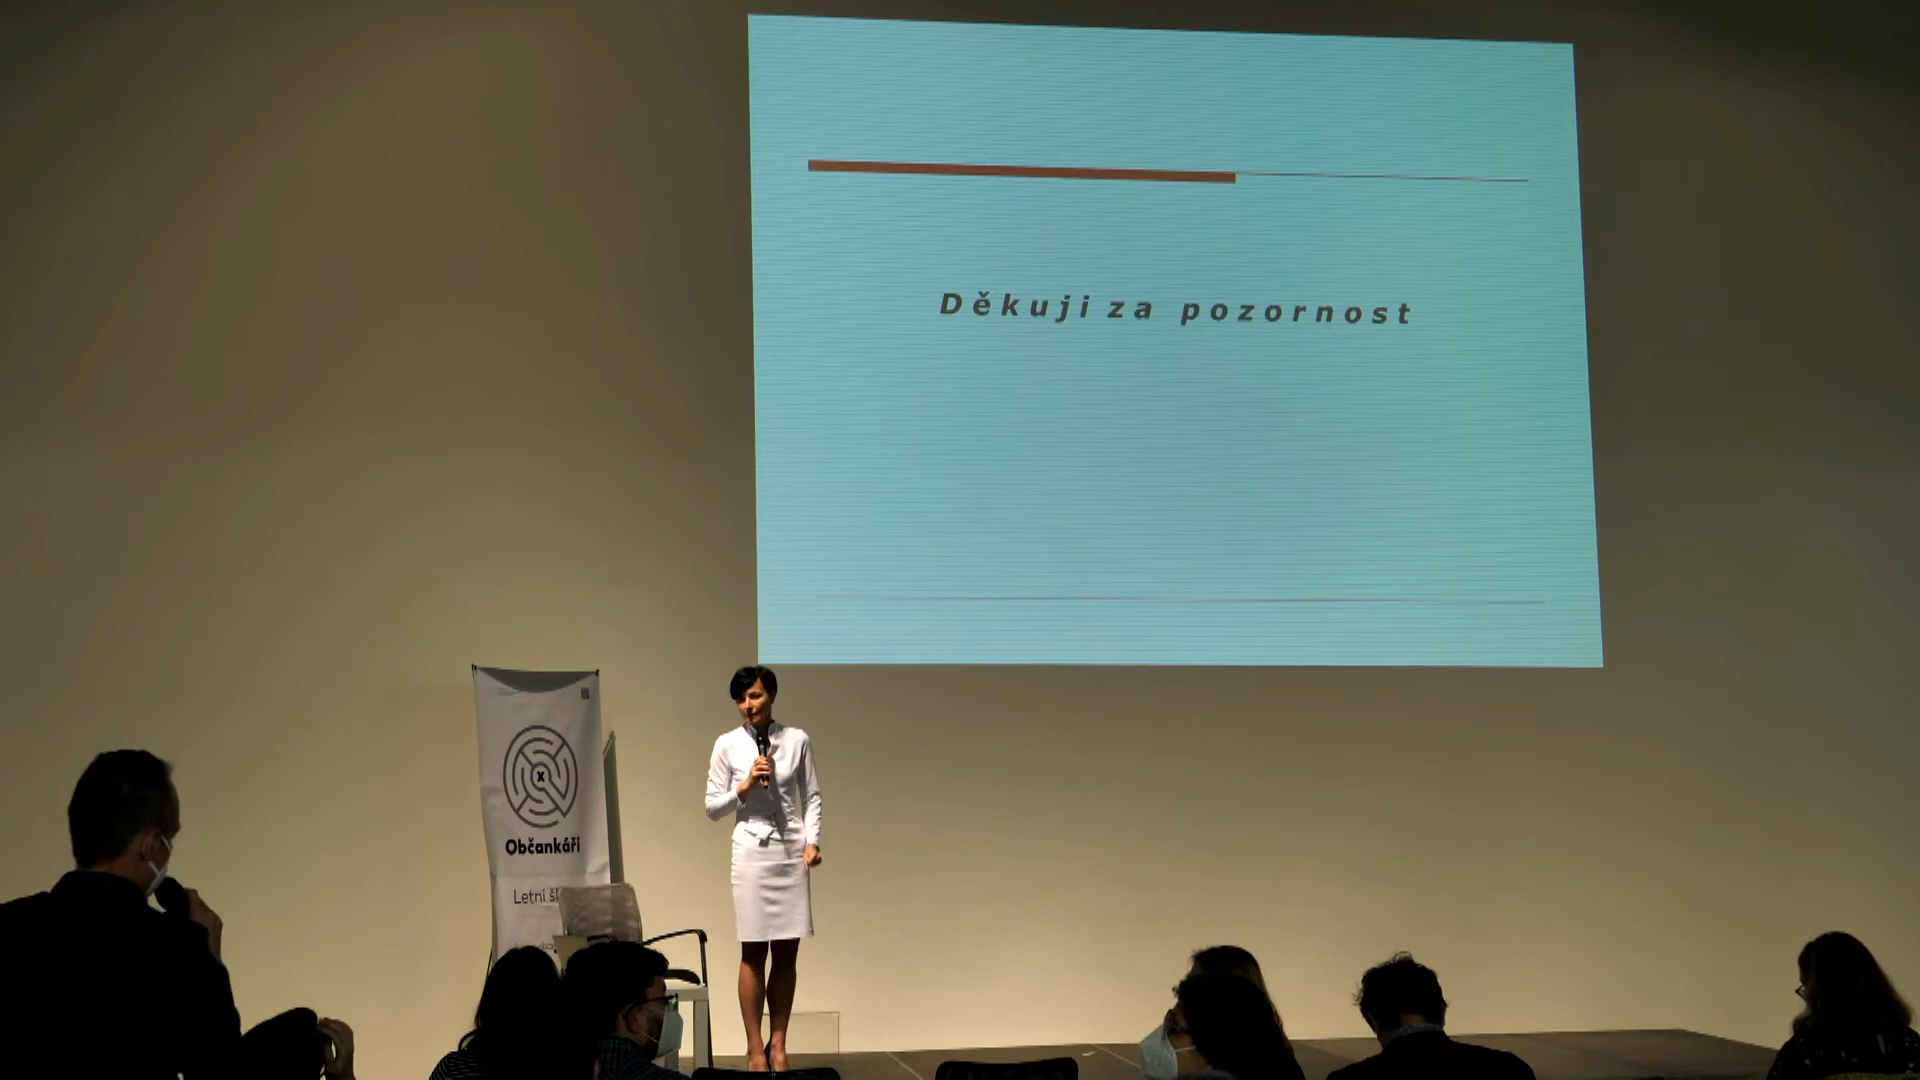 Děkuji za pozornost
x
Občankáři
Letní